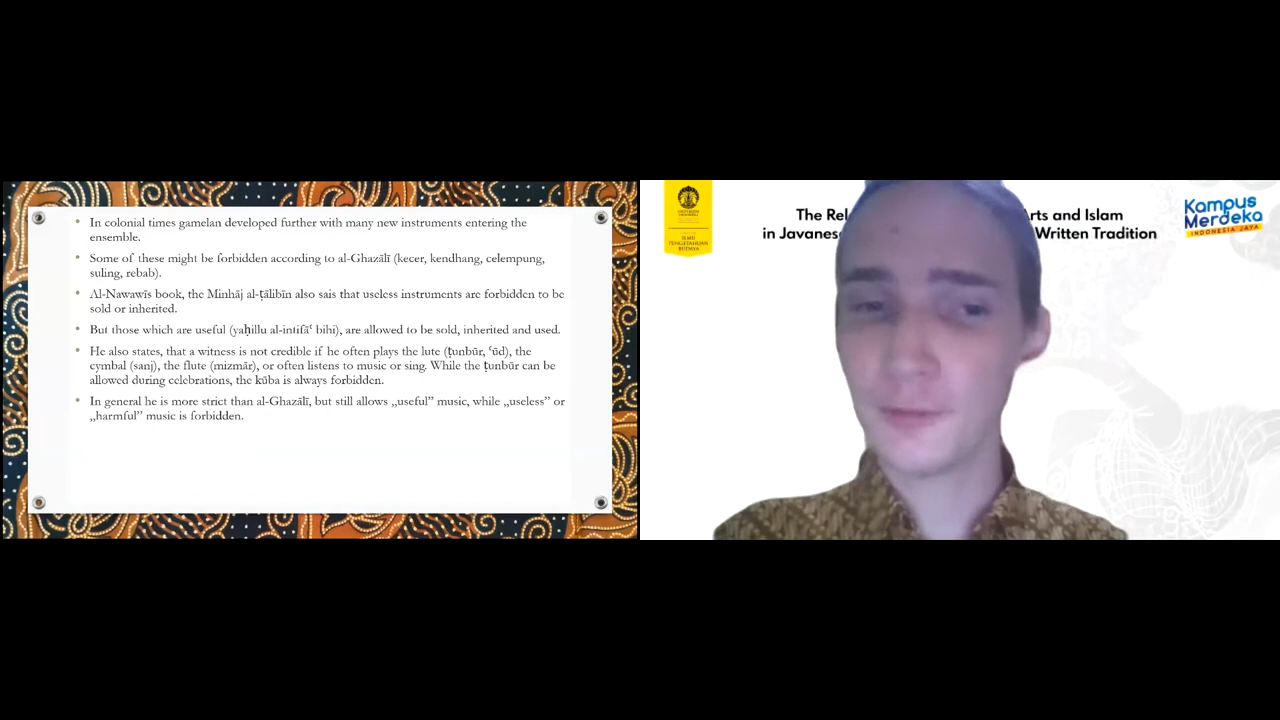 In colonial times gamelan developed further with many new instruments entering the
ensemble.
Some of these might be forbidden according to al-Ghazālī (kecer, kendhang, celempung,
suling, rebab).
Al-Nawawīs book, the Minhāj al-ṭālibīn also sais that useless instruments are forbidden to be
sold or inherited.
But those which are useful (yaḥillu al-intifāʿ bihi), are allowed to be sold, inherited and used.
He also states, that a witness is not credible if he often plays the lute (ṭunbūr, ʿūd), the
cymbal (sanj), the flute (mizmār), or often listens to music or sing. While the ṭunbūr can be
allowed during celebrations, the kūba is always forbidden.
In general he is more strict than al-Ghazālī, but still allows „useful” music, while „useless” or
„harmful” music is forbidden.
The Rel Arts and Islam
in Javanes Written Tradition
ILMU
PENGETAHUAN
BUDAYA
Kampus
Merdeka
INDONESIA JAYA